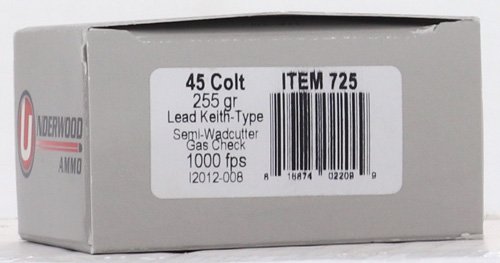 UNDERWOOD
AMMO
45 Colt
255 gr
Lead Keith-Type
Semi-Wadcutter
Gas Check
1000 fps
I2012-008
ITEM 725
8 16874 02209 9